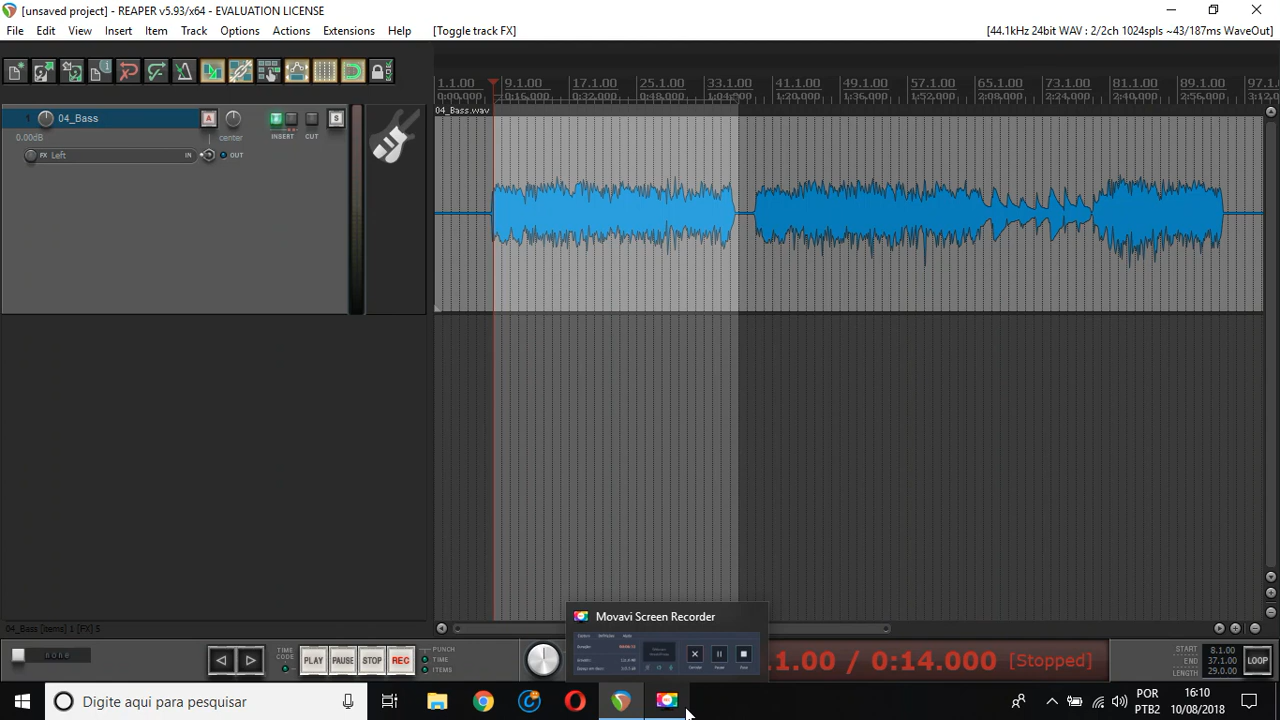 [unsaved project] - REAPER v5.93/x64 - EVALUATION LICENSE
File Edit View Insert Item Track Options Actions Extensions Help [Toggle track FX] [44.1kHz 24bit WAV : 2/2ch 1024spls ~43/187ms WaveOut]
1.1.00 9.1.00 17.1.00 25.1.00 33.1.00 41.1.00 49.1.00 57.1.00 65.1.00 73.1.00 81.1.00 89.1.00 97.1
0:00.000 0:16.000 0:32.000 0:48.000 1:04.000 1:20.000 1:36.000 1:52.000 2:08.000 2:24.000 2:40.000 2:56.000 3:12.0
04_Bass.wav
1 04_Bass A S
0.00dB center INSERT CUT
FX Left IN OUT
Movavi Screen Recorder
04_Bass [items] 1 [FX] S
none
TIME CODE
PLAY PAUSE STOP REC
PUNCH
TIME
ITEMS
1.00 / 0:14.000 [Stopped]
START 8.1.00
END 37.1.00
LENGTH 29.0.00
LOOP
Digite aqui para pesquisar
POR
PTB2
16:10
10/08/2018